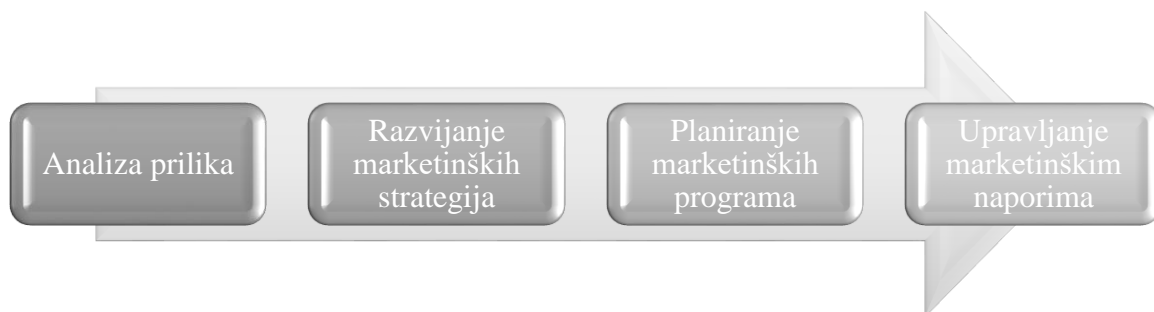 Analiza prilika
Razvijanje
marketinških
strategija
Planiranje
marketinških
programa
Upravljanje
marketinškim
naporima